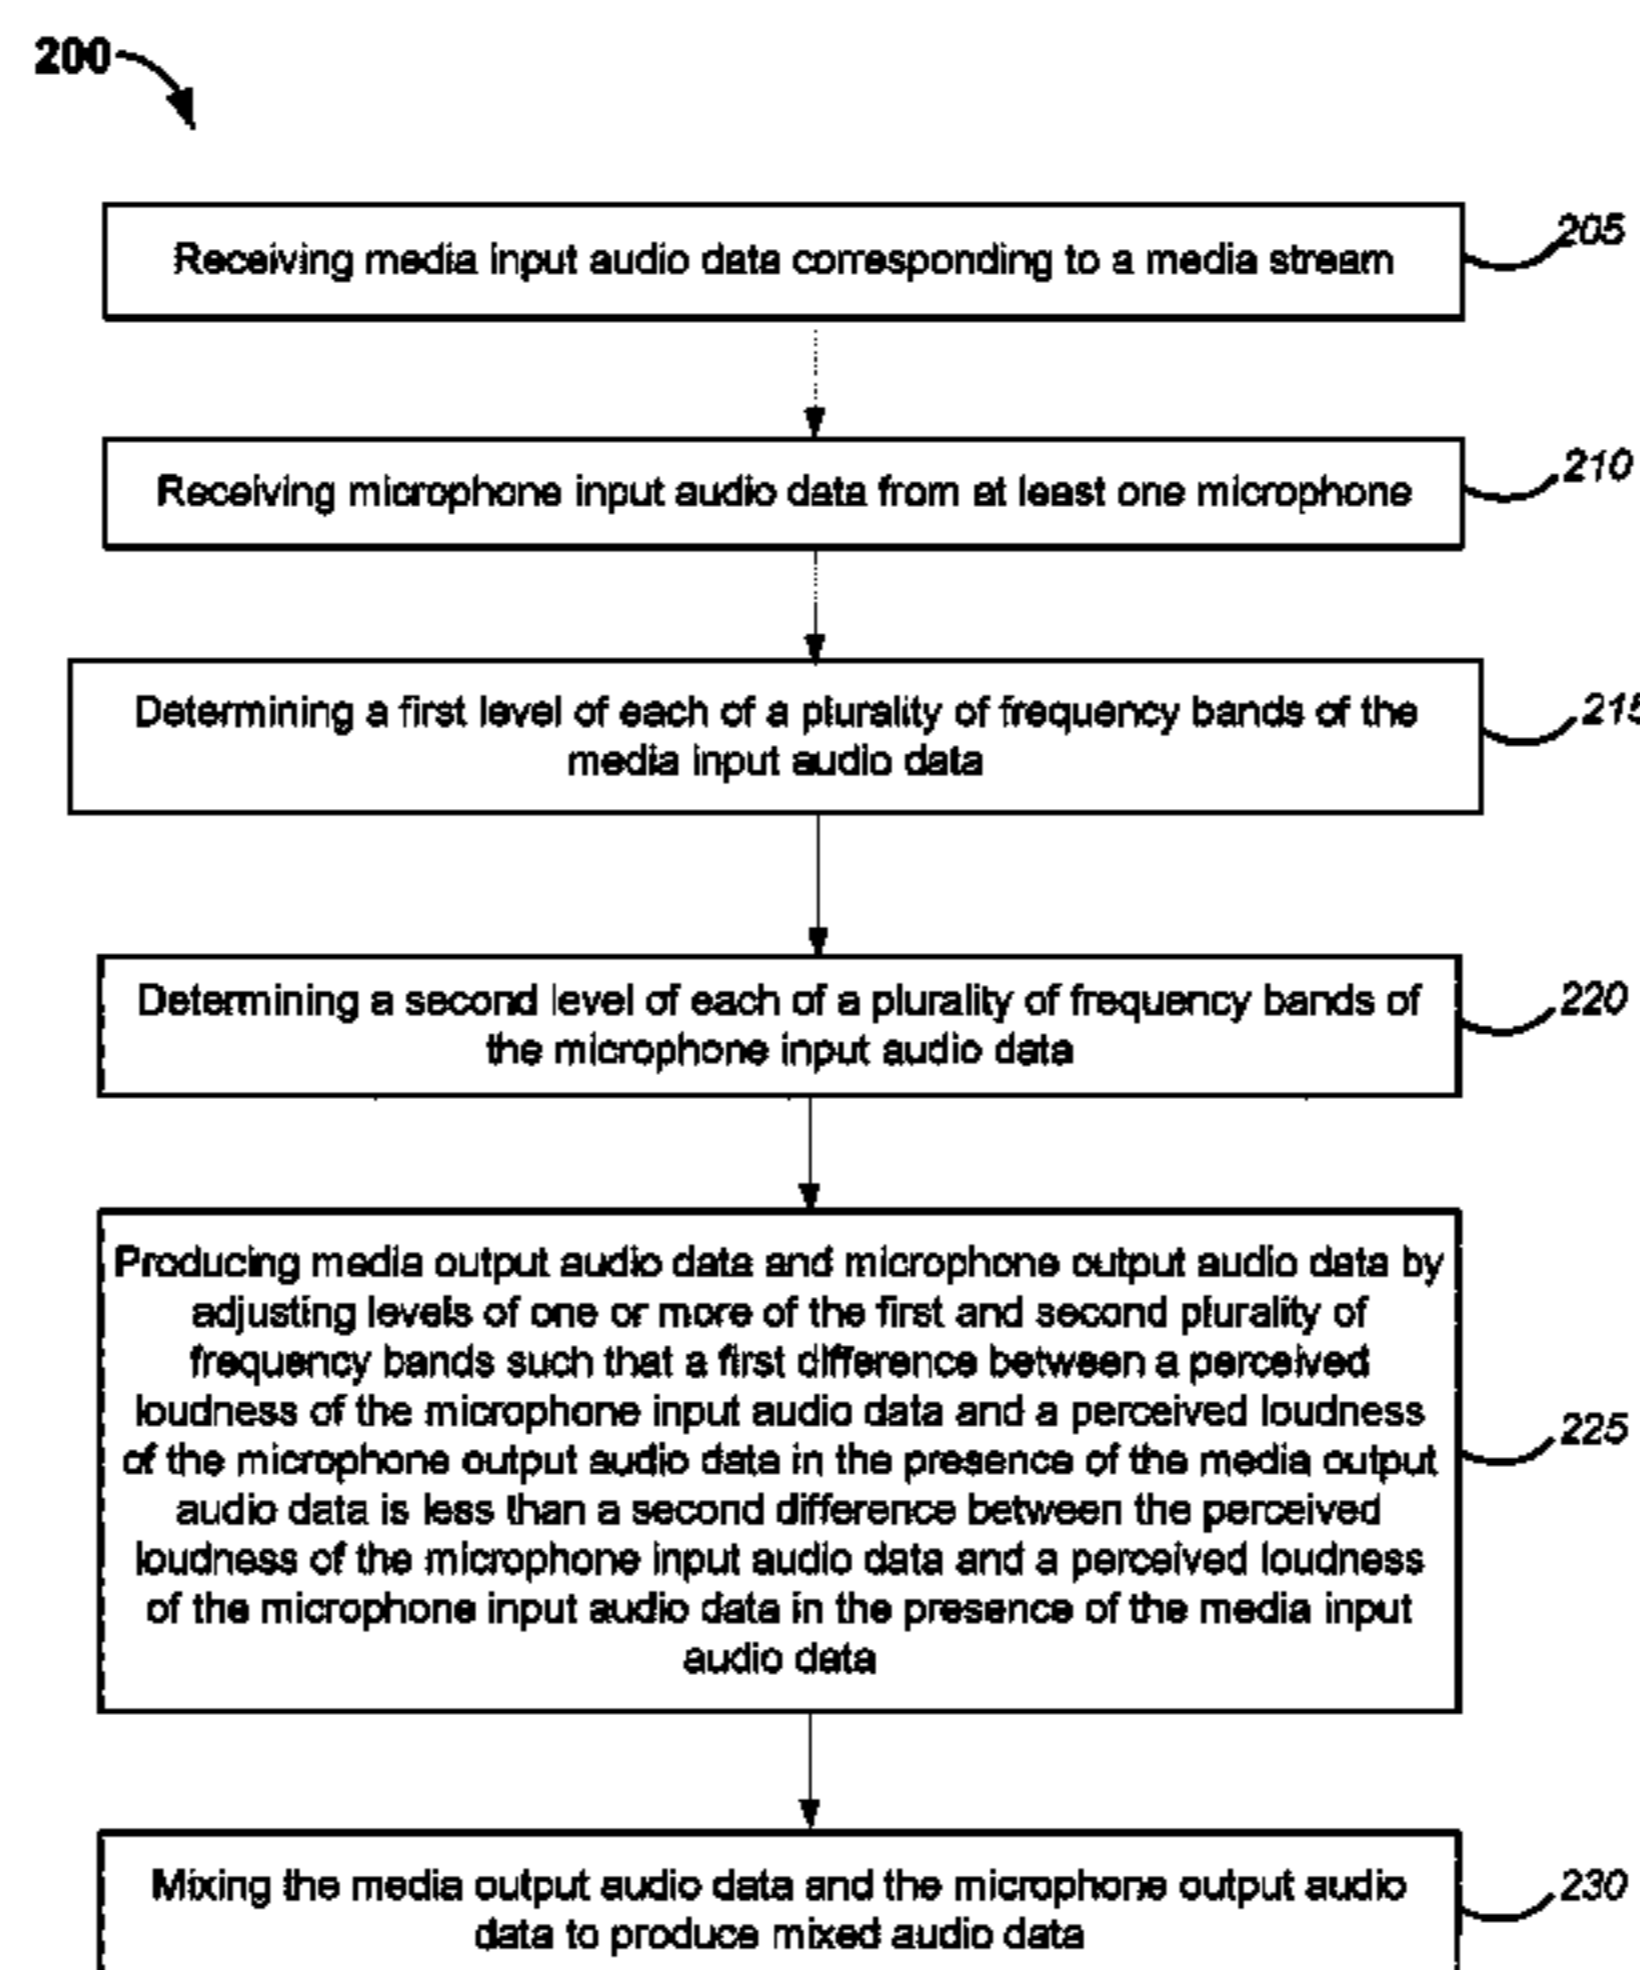 200
Receiving media input audio data corresponding to a media stream
205
Receiving microphone input audio data from at least one microphone
210
Determining a first level of each of a plurality of frequency bands of the
media input audio data
215
Determining a second level of each of a plurality of frequency bands of
the microphone input audio data
220
Producing media output audio data and microphone output audio data by
adjusting levels of one or more of the first and second plurality of
frequency bands such that a first difference between a perceived
loudness of the microphone input audio data and a perceived loudness
of the microphone output audio data in the presence of the media output
audio data is less than a second difference between the perceived
loudness of the microphone input audio data and a perceived loudness
of the microphone input audio data in the presence of the media input
audio data
225
Mixing the media output audio data and the microphone output audio
data to produce mixed audio data
230